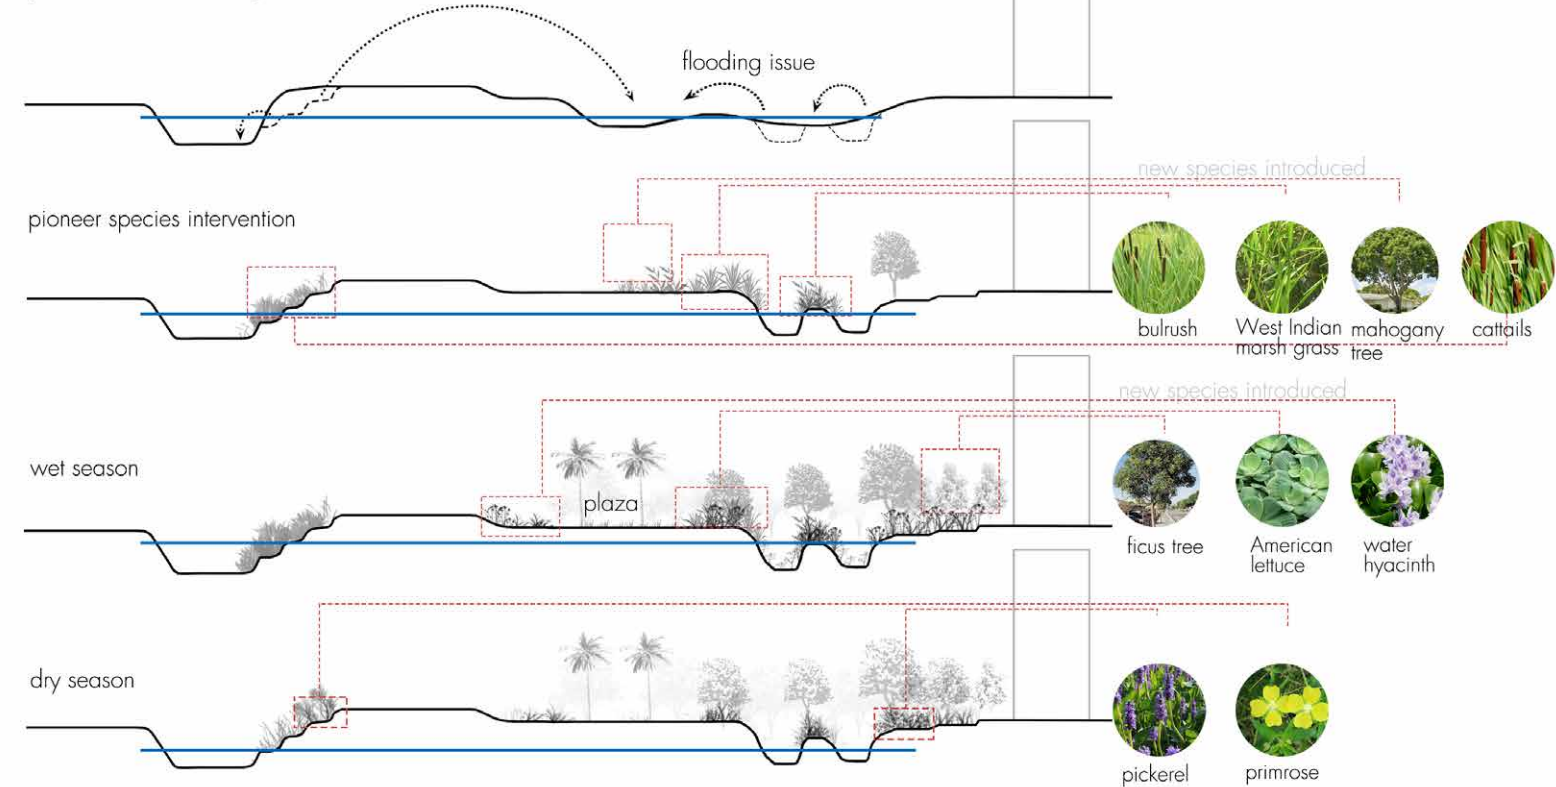 flooding issue
new species introduced
pioneer species intervention
bulrush
West Indian
marsh grass
mahogany
tree
cattails
new species introduced
wet season
plaza
ficus tree
American
lettuce
water
hyacinth
dry season
pickerel
primrose